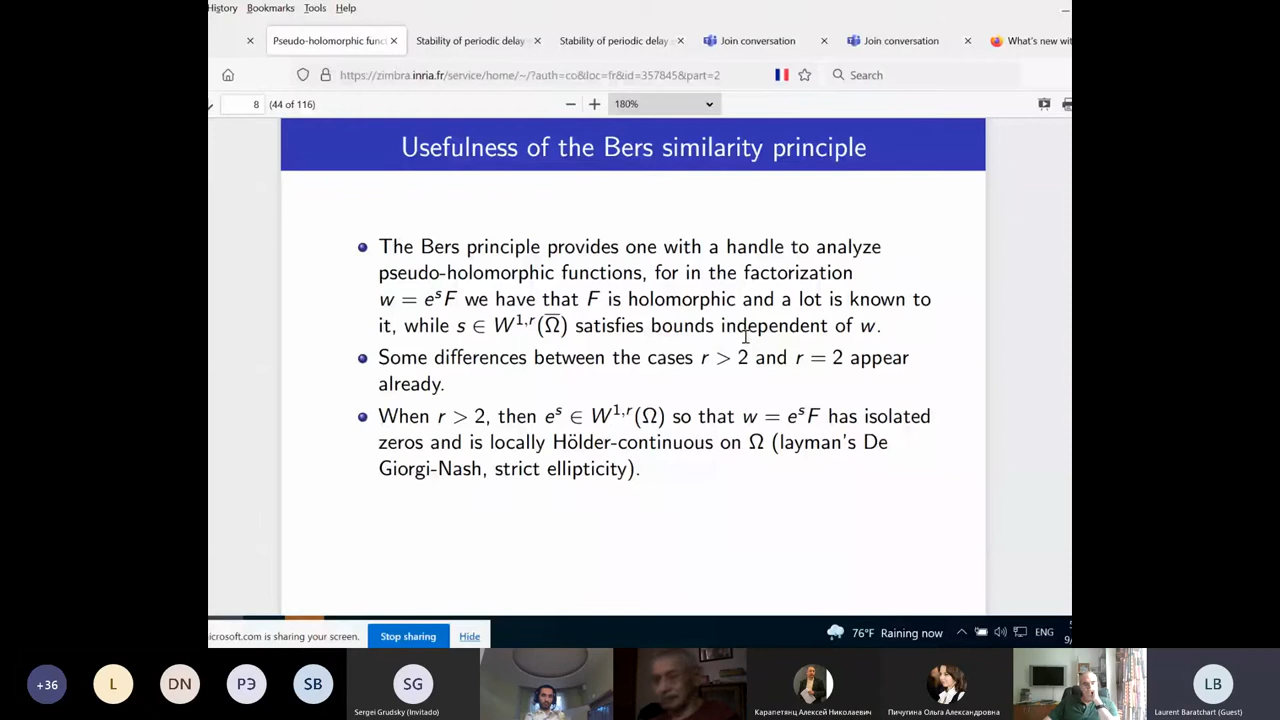 History Bookmarks Tools Help
Pseudo-holomorphic func Stability of periodic delay Stability of periodic delay Join conversation Join conversation What's new wit
https://zimbra.inria.fr/service/home/~/?auth=co&loc=fr&id=357845&part=2 Search
8 (44 of 116) 180%
Usefulness of the Bers similarity principle
The Bers principle provides one with a handle to analyze
pseudo-holomorphic functions, for in the factorization
w = e^s F we have that F is holomorphic and a lot is known to
it, while s ∈ W^{1,r}(Ω̅) satisfies bounds independent of w.
Some differences between the cases r > 2 and r = 2 appear
already.
When r > 2, then e^s ∈ W^{1,r}(Ω) so that w = e^s F has isolated
zeros and is locally Hölder-continuous on Ω (layman's De
Giorgi-Nash, strict ellipticity).
icrosoft.com is sharing your screen. Stop sharing Hide
76°F Raining now ENG
+36 L DN РЭ SB SG LB
Sergei Grudsky (Invitado) Карапетянц Алексей Николаевич Пичугина Ольга Александровна Laurent Baratchart (Guest)